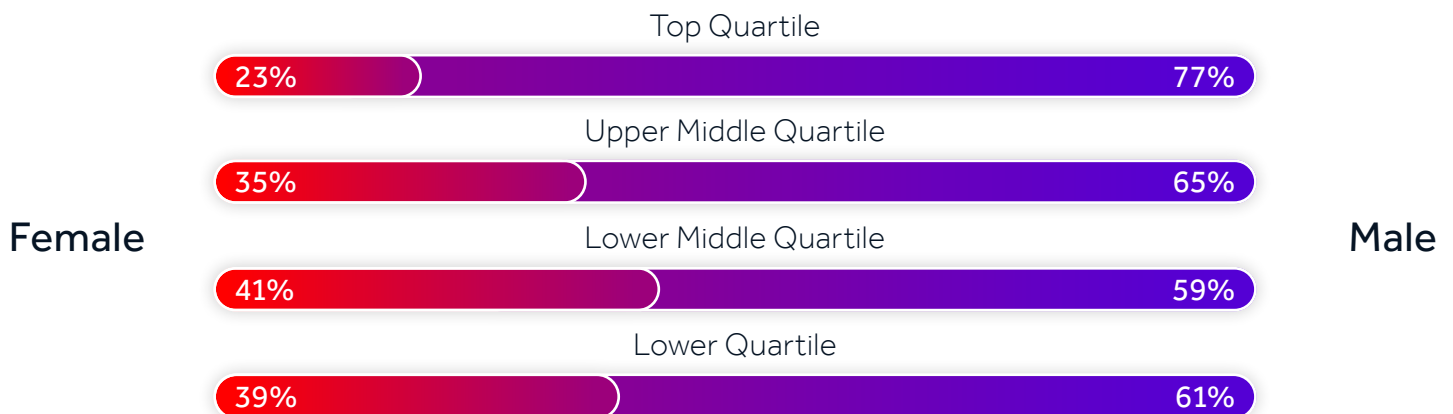 Top Quartile
23% 77%
Upper Middle Quartile
35% 65%
Female Male
Lower Middle Quartile
41% 59%
Lower Quartile
39% 61%